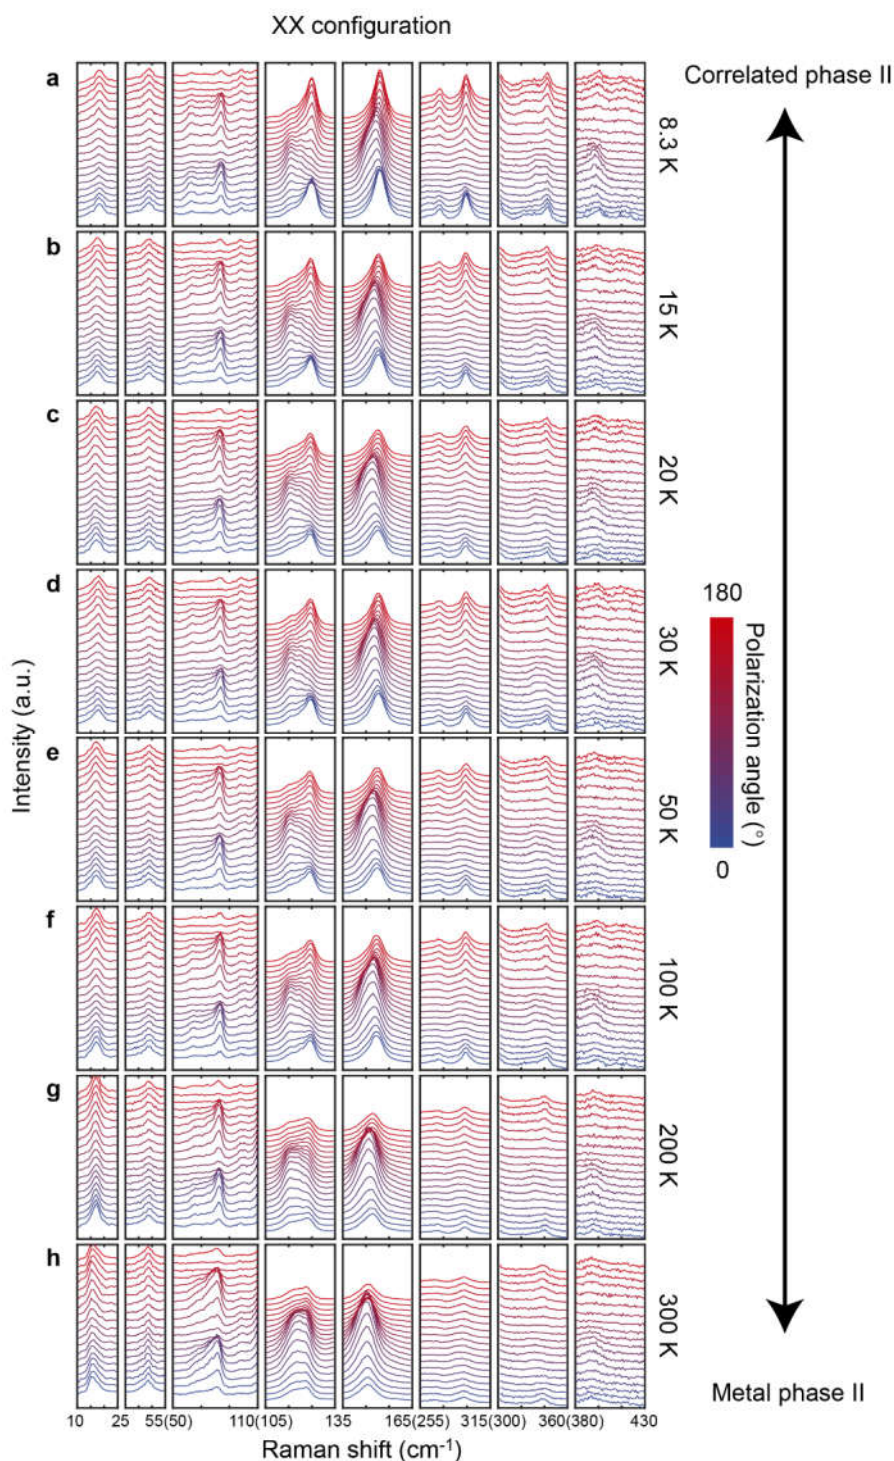 XX configuration
Correlated phase II
a
8.3 K
b
15 K
c
20 K
d
30 K
180
Polarization angle (°)
0
Intensity (a.u.)
e
50 K
f
100 K
g
200 K
h
300 K
Metal phase II
10 25 55(50) 110(105) 135 165(255) 315(300) 360(380) 430
Raman shift (cm⁻¹)